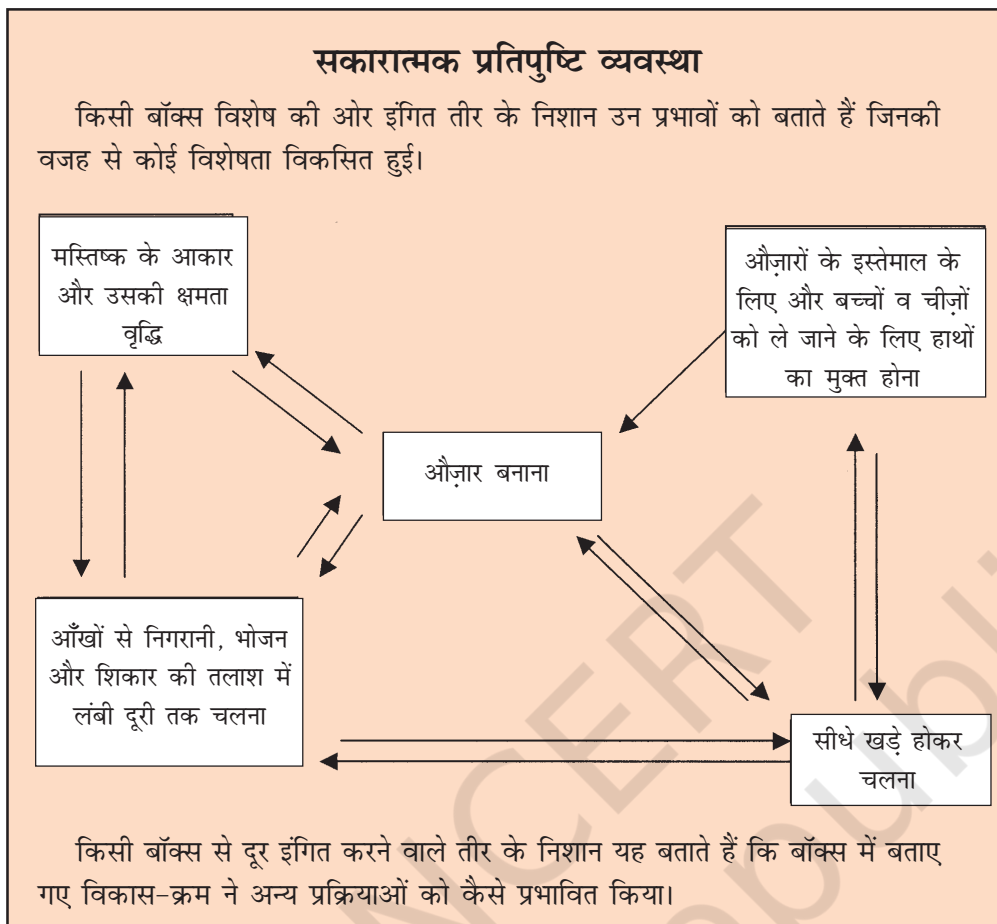 सकारात्मक प्रतिपुष्टि व्यवस्था
किसी बॉक्स विशेष की ओर इंगित तीर के निशान उन प्रभावों को बताते हैं जिनकी
वजह से कोई विशेषता विकसित हुई।
मस्तिष्क के आकार
और उसकी क्षमता
वृद्धि
औज़ारों के इस्तेमाल के
लिए और बच्चों व चीज़ों
को ले जाने के लिए हाथों
का मुक्त होना
औज़ार बनाना
आँखों से निगरानी, भोजन
और शिकार की तलाश में
लंबी दूरी तक चलना
सीधे खड़े होकर
चलना
किसी बॉक्स से दूर इंगित करने वाले तीर के निशान यह बताते हैं कि बॉक्स में बताए
गए विकास-क्रम ने अन्य प्रक्रियाओं को कैसे प्रभावित किया।
NCERT
republi